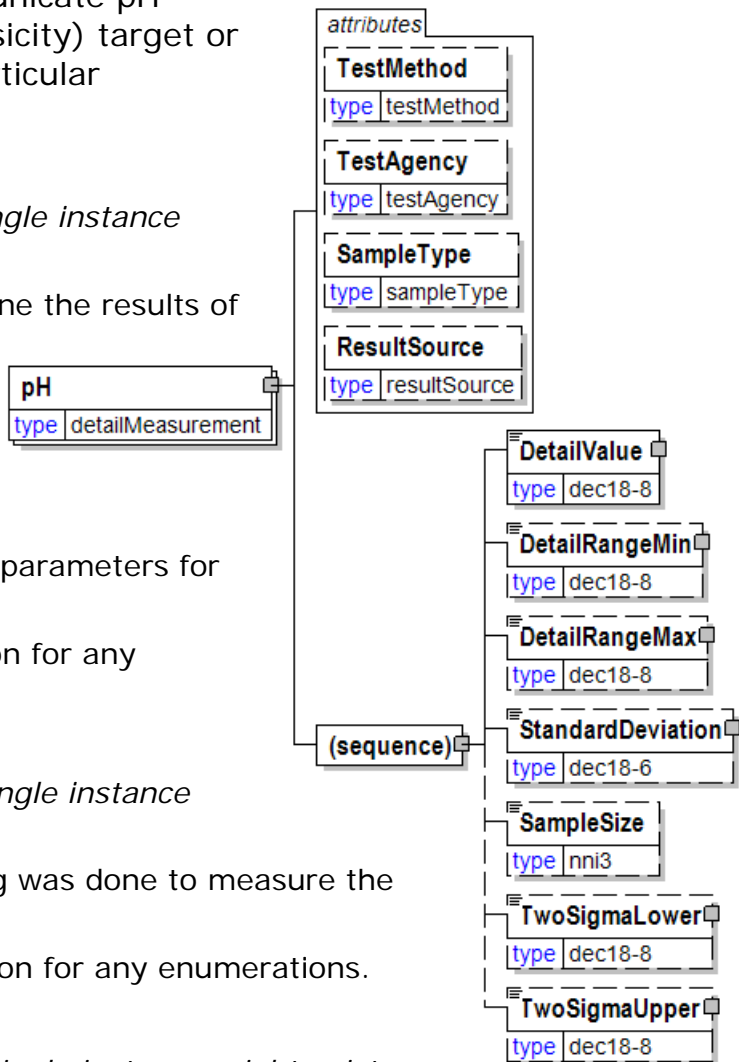 unicate pH
sicity) target or
ticular
ngle instance
ne the results of
parameters for
on for any
ngle instance
g was done to measure the
on for any enumerations.
attributes
TestMethod
type testMethod
TestAgency
type testAgency
SampleType
type sampleType
ResultSource
type resultSource
pH
type detailMeasurement
(sequence)
DetailValue
type dec18-8
DetailRangeMin
type dec18-8
DetailRangeMax
type dec18-8
StandardDeviation
type dec18-6
SampleSize
type nni3
TwoSigmaLower
type dec18-8
TwoSigmaUpper
type dec18-8